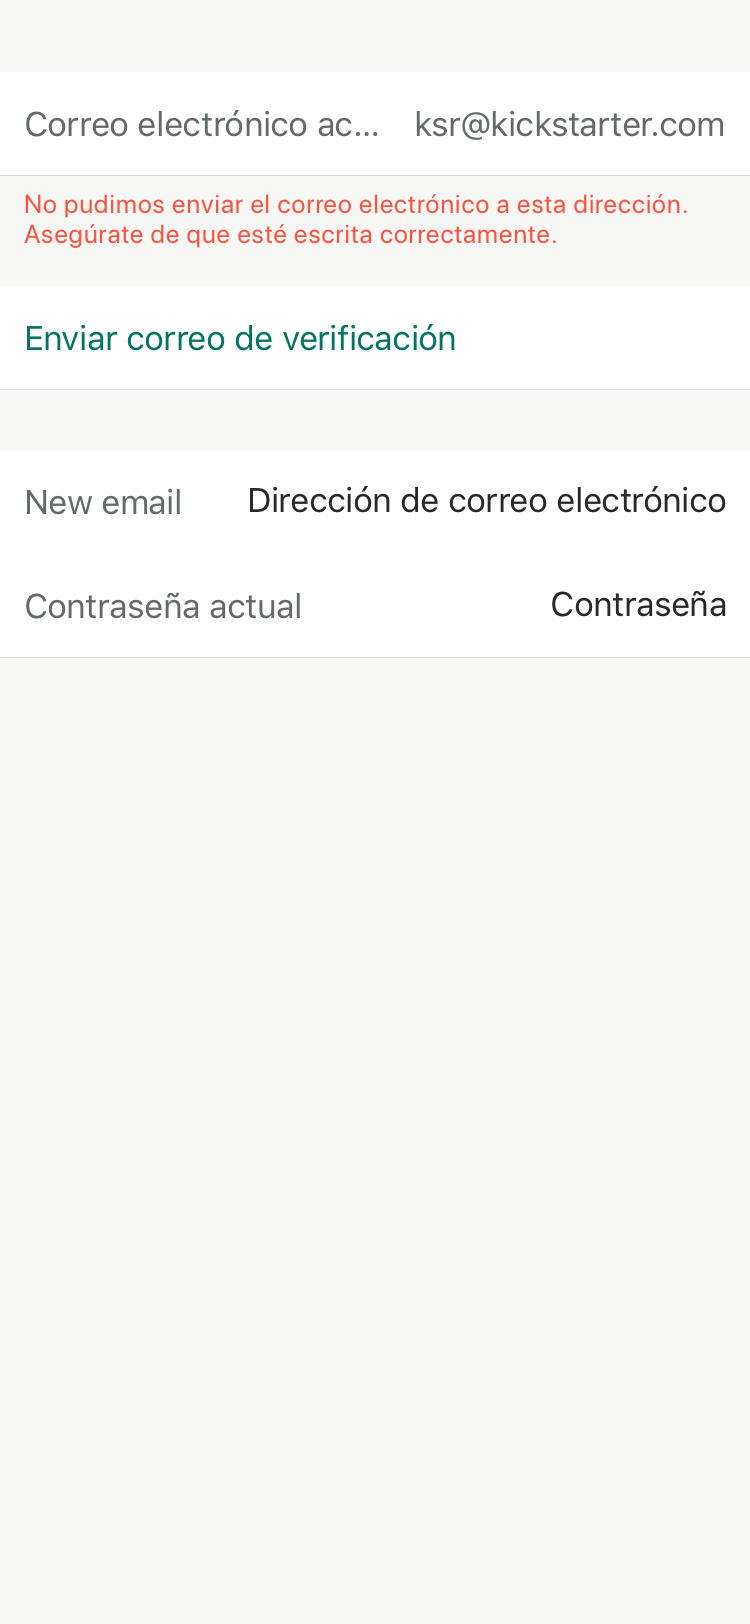 Correo electrónico ac... ksr@kickstarter.com
No pudimos enviar el correo electrónico a esta dirección.
Asegúrate de que esté escrita correctamente.
Enviar correo de verificación
New email Dirección de correo electrónico
Contraseña actual Contraseña